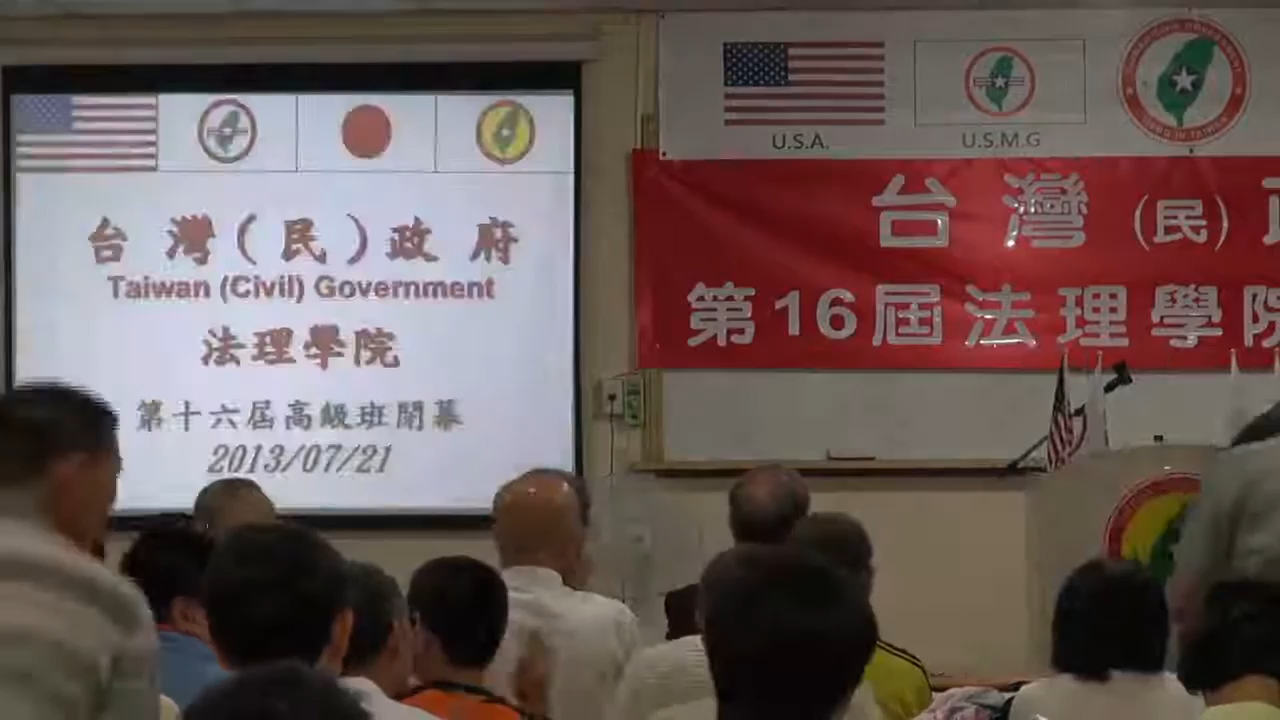 台灣(民)政府
Taiwan (Civil) Government
法理學院
第十六屆高級班開幕
2013/07/21
U.S.A.
U.S.M.G
台灣(民)
第16屆法理學院